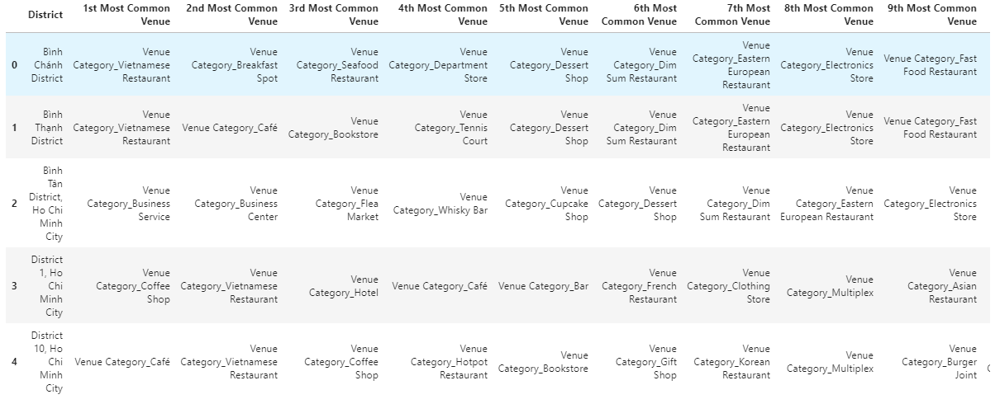 District 1st Most Common Venue 2nd Most Common Venue 3rd Most Common Venue 4th Most Common Venue 5th Most Common Venue 6th Most Common Venue 7th Most Common Venue 8th Most Common Venue 9th Most Common Venue
0 Bình Chánh District Venue Category_Vietnamese Restaurant Venue Category_Breakfast Spot Venue Category_Seafood Restaurant Venue Category_Department Store Venue Category_Dessert Shop Venue Category_Dim Sum Restaurant Venue Category_Eastern European Restaurant Venue Category_Electronics Store Venue Category_Fast Food Restaurant
1 Bình Thạnh District Venue Category_Vietnamese Restaurant Venue Category_Café Venue Category_Bookstore Venue Category_Tennis Court Venue Category_Dessert Shop Venue Category_Dim Sum Restaurant Venue Category_Eastern European Restaurant Venue Category_Electronics Store Venue Category_Fast Food Restaurant
2 Bình Tân District, Ho Chi Minh City Venue Category_Business Service Venue Category_Business Center Venue Category_Flea Market Venue Category_Whisky Bar Venue Category_Cupcake Shop Venue Category_Dessert Shop Venue Category_Dim Sum Restaurant Venue Category_Eastern European Restaurant Venue Category_Electronics Store
3 District 1, Ho Chi Minh City Venue Category_Coffee Shop Venue Category_Vietnamese Restaurant Venue Category_Hotel Venue Category_Café Venue Category_Bar Venue Category_French Restaurant Venue Category_Clothing Store Venue Category_Multiplex Venue Category_Asian Restaurant
4 District 10, Ho Chi Minh City Venue Category_Café Venue Category_Vietnamese Restaurant Venue Category_Coffee Shop Venue Category_Hotpot Restaurant Venue Category_Bookstore Venue Category_Gift Shop Venue Category_Korean Restaurant Venue Category_Multiplex Venue Category_Burger Joint